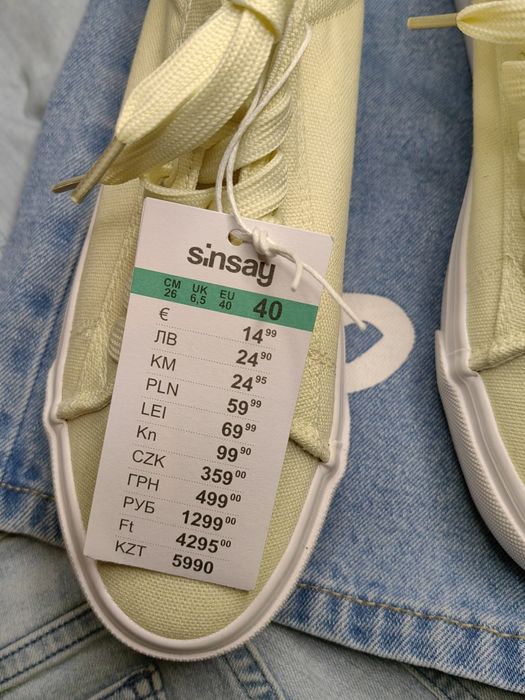 sinsay
CM UK EU
26 6,5 40 40
€ 14 99
ЛВ 24 90
KM 24 95
PLN 59 99
LEI 69 99
Kn 99 90
CZK 359 00
ГРН 499 00
РУБ 1299 00
Ft 4295 00
KZT 5990